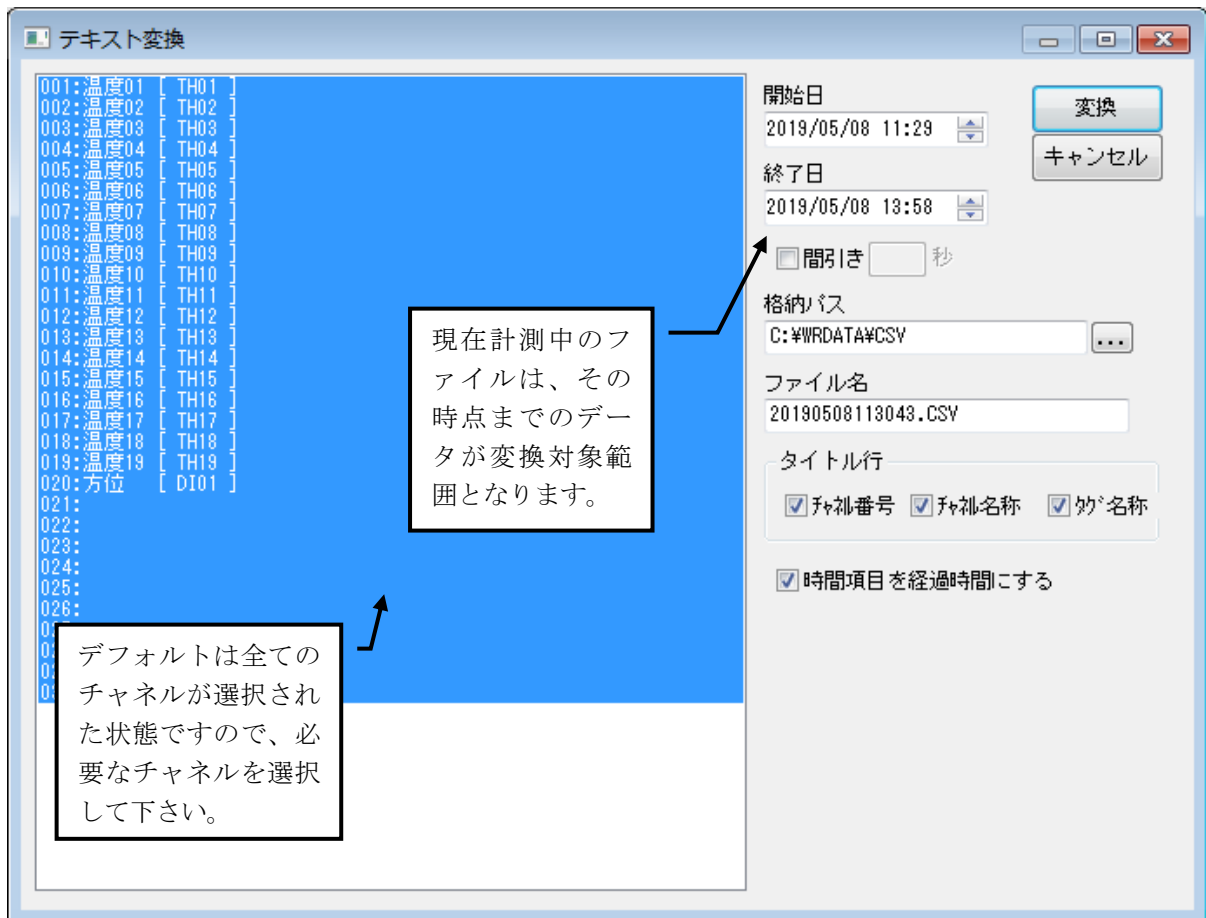 テキスト変換
001:温度01 [ TH01 ]
002:温度02 [ TH02 ]
003:温度03 [ TH03 ]
004:温度04 [ TH04 ]
005:温度05 [ TH05 ]
006:温度06 [ TH06 ]
007:温度07 [ TH07 ]
008:温度08 [ TH08 ]
009:温度09 [ TH09 ]
010:温度10 [ TH10 ]
011:温度11 [ TH11 ]
012:温度12 [ TH12 ]
013:温度13 [ TH13 ]
014:温度14 [ TH14 ]
015:温度15 [ TH15 ]
016:温度16 [ TH16 ]
017:温度17 [ TH17 ]
018:温度18 [ TH18 ]
019:温度19 [ TH19 ]
020:方位 [ DI01 ]
021:
022:
023:
024:
025:
026:
デフォルトは全ての
チャネルが選択され
た状態ですので、必
要なチャネルを選択
して下さい。
現在計測中のフ
ァイルは、その
時点までのデー
タが変換対象範
囲となります。
開始日
2019/05/08 11:29
終了日
2019/05/08 13:58
間引き 秒
格納パス
C:¥WRDATA¥CSV
...
ファイル名
20190508113043.CSV
タイトル行
ﾁｬﾈﾙ番号 ﾁｬﾈﾙ名称 ﾀｸﾞ名称
時間項目を経過時間にする
変換
キャンセル